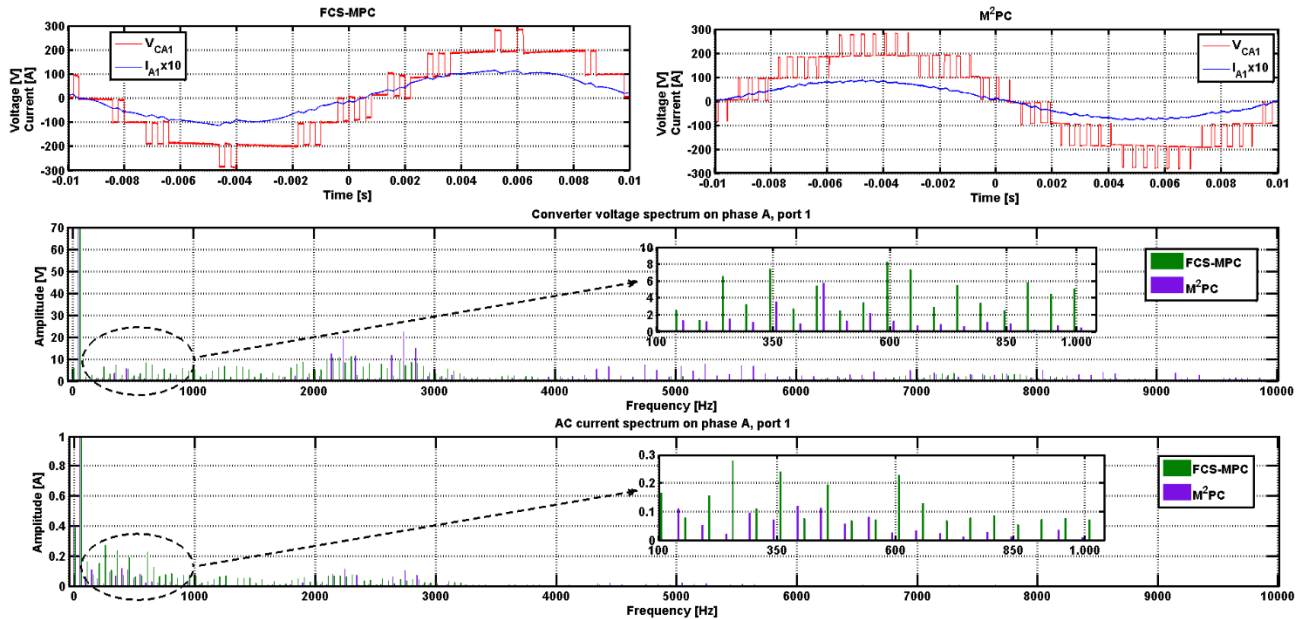 FCS-MPC
V_CA1
I_A1x10
Voltage [V]
Current [A]
300
200
100
0
-100
-200
-300
-0.01 -0.008 -0.006 -0.004 -0.002 0 0.002 0.004 0.006 0.008 0.01
Time [s]
M²PC
V_CA1
I_A1x10
Voltage [V]
Current [A]
300
200
100
0
-100
-200
-300
-0.01 -0.008 -0.006 -0.004 -0.002 0 0.002 0.004 0.006 0.008 0.01
Time [s]
Converter voltage spectrum on phase A, port 1
Amplitude [V]
70
60
50
40
30
20
10
0
0 1000 2000 3000 4000 5000 6000 7000 8000 9000 10000
Frequency [Hz]
10
8
6
4
2
0
100 350 600 850 1.000
FCS-MPC
M²PC
AC current spectrum on phase A, port 1
Amplitude [A]
1
0.8
0.6
0.4
0.2
0
0 1000 2000 3000 4000 5000 6000 7000 8000 9000 10000
Frequency [Hz]
0.3
0.2
0.1
0
100 350 600 850 1.000
FCS-MPC
M²PC